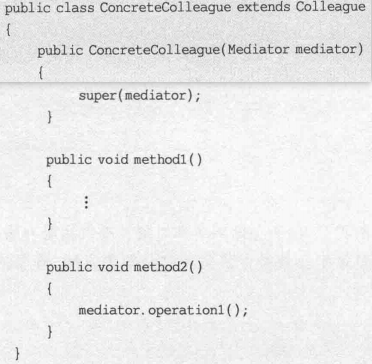 public class ConcreteColleague extends Colleague
{
public ConcreteColleague(Mediator mediator)
{
super(mediator);
}
public void method1()
{
⋮
}
public void method2()
{
mediator.operation1();
}
}